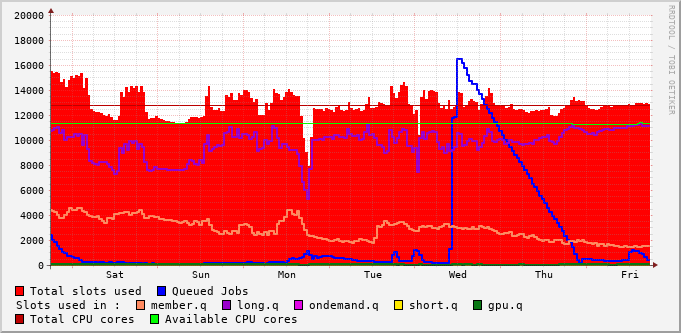 20000
18000
16000
14000
12000
10000
8000
6000
4000
2000
0
Sat Sun Mon Tue Wed Thu Fri
RRDTOOL / TOBI OETIKER
Total slots used Queued Jobs
Slots used in : member.q long.q ondemand.q short.q gpu.q
Total CPU cores Available CPU cores